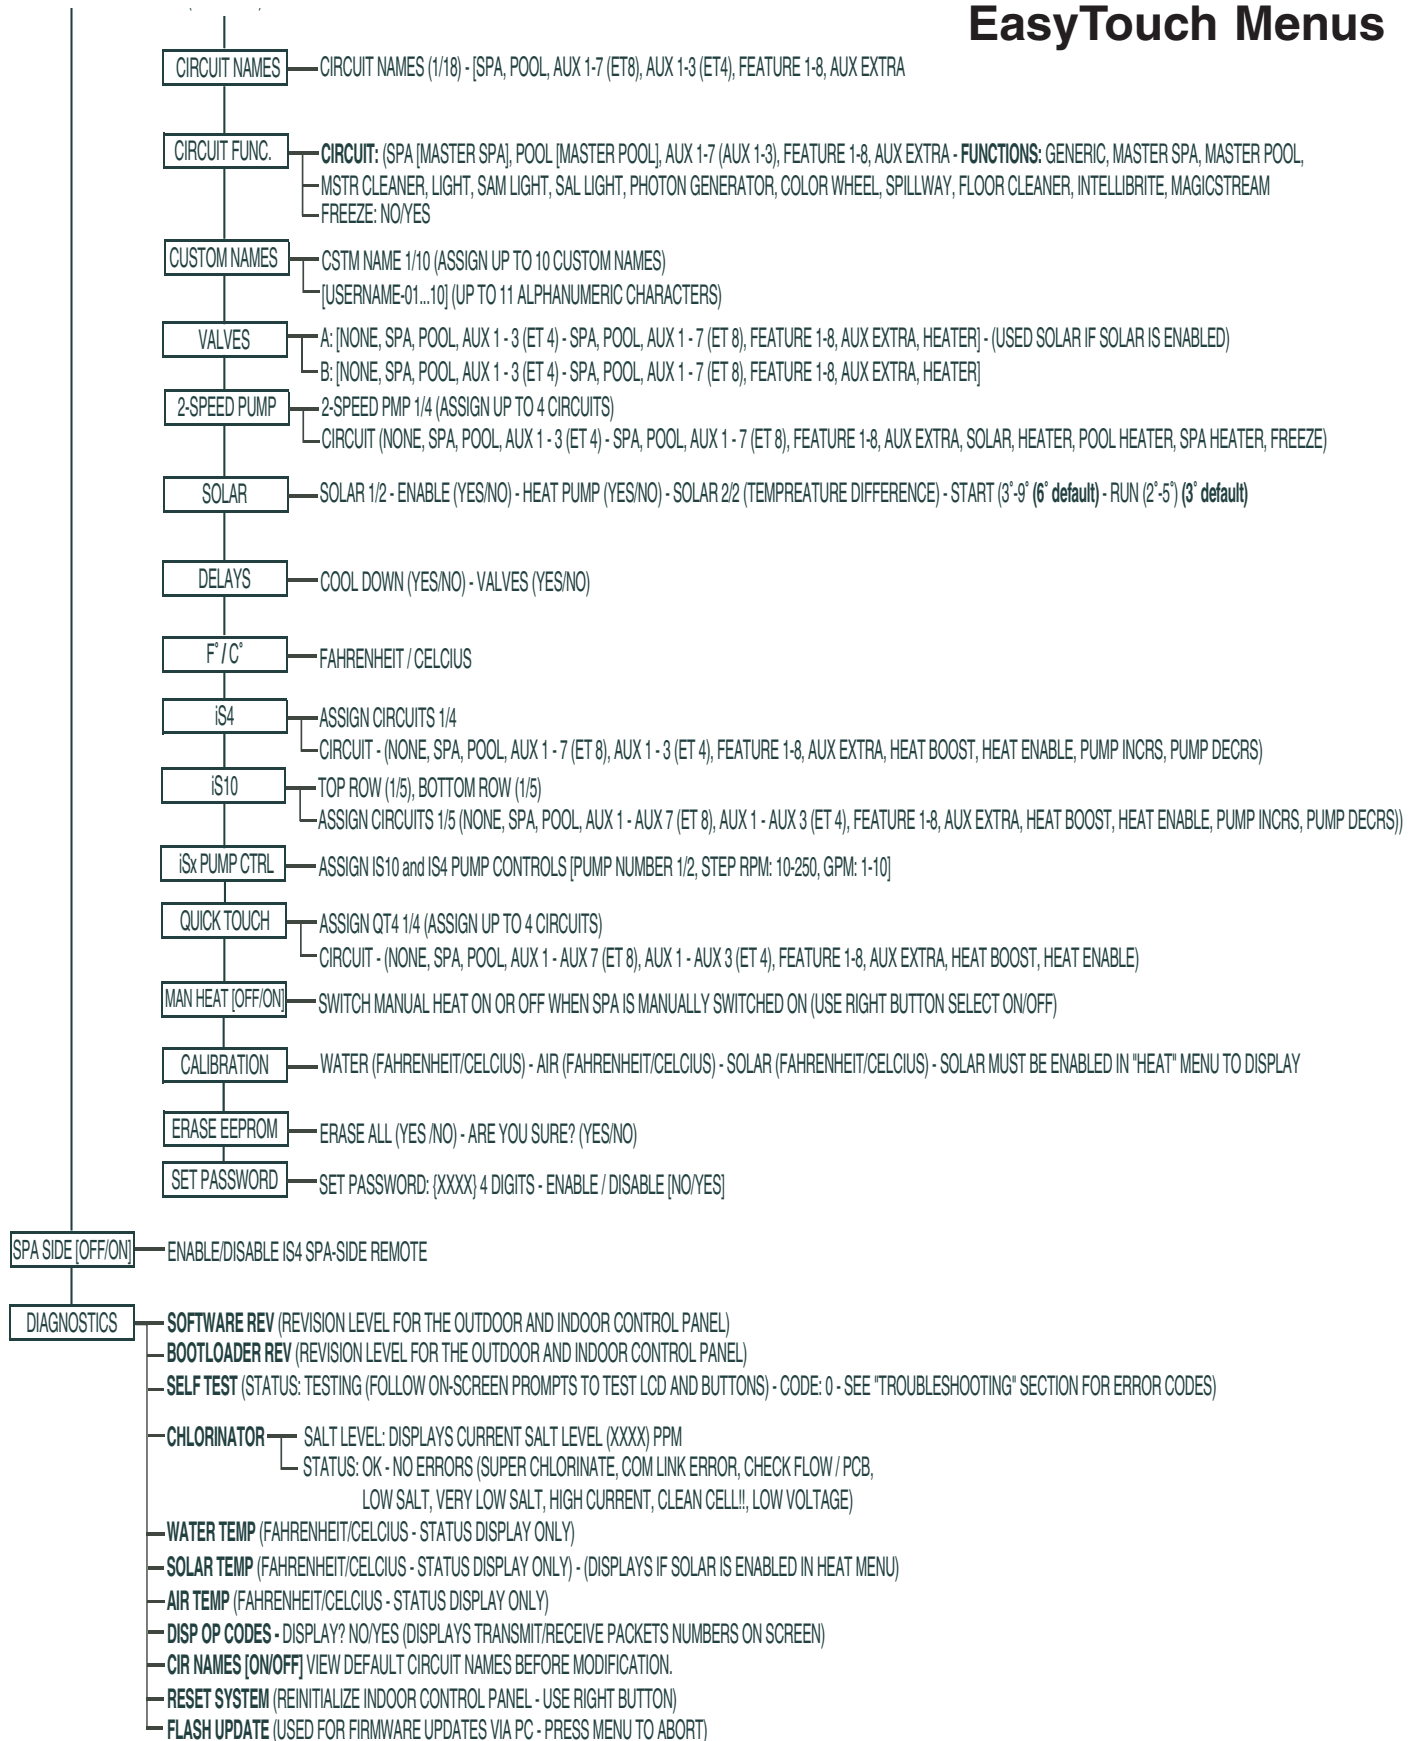 EasyTouch Menus
CIRCUIT NAMES
CIRCUIT NAMES (1/18) - [SPA, POOL, AUX 1-7 (ET8), AUX 1-3 (ET4), FEATURE 1-8, AUX EXTRA
CIRCUIT FUNC.
CIRCUIT: (SPA [MASTER SPA], POOL [MASTER POOL], AUX 1-7 (AUX 1-3), FEATURE 1-8, AUX EXTRA - FUNCTIONS: GENERIC, MASTER SPA, MASTER POOL,
MSTR CLEANER, LIGHT, SAM LIGHT, SAL LIGHT, PHOTON GENERATOR, COLOR WHEEL, SPILLWAY, FLOOR CLEANER, INTELLIBRITE, MAGICSTREAM
FREEZE: NO/YES
CUSTOM NAMES
CSTM NAME 1/10 (ASSIGN UP TO 10 CUSTOM NAMES)
[USERNAME-01...10] (UP TO 11 ALPHANUMERIC CHARACTERS)
VALVES
A: [NONE, SPA, POOL, AUX 1 - 3 (ET 4) - SPA, POOL, AUX 1 - 7 (ET 8), FEATURE 1-8, AUX EXTRA, HEATER] - (USED SOLAR IF SOLAR IS ENABLED)
B: [NONE, SPA, POOL, AUX 1 - 3 (ET 4) - SPA, POOL, AUX 1 - 7 (ET 8), FEATURE 1-8, AUX EXTRA, HEATER]
2-SPEED PUMP
2-SPEED PMP 1/4 (ASSIGN UP TO 4 CIRCUITS)
CIRCUIT (NONE, SPA, POOL, AUX 1 - 3 (ET 4) - SPA, POOL, AUX 1 - 7 (ET 8), FEATURE 1-8, AUX EXTRA, SOLAR, HEATER, POOL HEATER, SPA HEATER, FREEZE)
SOLAR
SOLAR 1/2 - ENABLE (YES/NO) - HEAT PUMP (YES/NO) - SOLAR 2/2 (TEMPREATURE DIFFERENCE) - START (3˚-9˚ (6˚ default) - RUN (2˚-5˚) (3˚ default)
DELAYS
COOL DOWN (YES/NO) - VALVES (YES/NO)
F˚ / C˚
FAHRENHEIT / CELCIUS
iS4
ASSIGN CIRCUITS 1/4
CIRCUIT - (NONE, SPA, POOL, AUX 1 - 7 (ET 8), AUX 1 - 3 (ET 4), FEATURE 1-8, AUX EXTRA, HEAT BOOST, HEAT ENABLE, PUMP INCRS, PUMP DECRS)
iS10
TOP ROW (1/5), BOTTOM ROW (1/5)
ASSIGN CIRCUITS 1/5 (NONE, SPA, POOL, AUX 1 - AUX 7 (ET 8), AUX 1 - AUX 3 (ET 4), FEATURE 1-8, AUX EXTRA, HEAT BOOST, HEAT ENABLE, PUMP INCRS, PUMP DECRS))
iSx PUMP CTRL
ASSIGN IS10 and IS4 PUMP CONTROLS [PUMP NUMBER 1/2, STEP RPM: 10-250, GPM: 1-10]
QUICK TOUCH
ASSIGN QT4 1/4 (ASSIGN UP TO 4 CIRCUITS)
CIRCUIT - (NONE, SPA, POOL, AUX 1 - AUX 7 (ET 8), AUX 1 - AUX 3 (ET 4), FEATURE 1-8, AUX EXTRA, HEAT BOOST, HEAT ENABLE)
MAN HEAT [OFF/ON]
SWITCH MANUAL HEAT ON OR OFF WHEN SPA IS MANUALLY SWITCHED ON (USE RIGHT BUTTON SELECT ON/OFF)
CALIBRATION
WATER (FAHRENHEIT/CELCIUS) - AIR (FAHRENHEIT/CELCIUS) - SOLAR (FAHRENHEIT/CELCIUS) - SOLAR MUST BE ENABLED IN "HEAT" MENU TO DISPLAY
ERASE EEPROM
ERASE ALL (YES /NO) - ARE YOU SURE? (YES/NO)
SET PASSWORD
SET PASSWORD: {XXXX} 4 DIGITS - ENABLE / DISABLE [NO/YES]
SPA SIDE [OFF/ON]
ENABLE/DISABLE IS4 SPA-SIDE REMOTE
DIAGNOSTICS
SOFTWARE REV (REVISION LEVEL FOR THE OUTDOOR AND INDOOR CONTROL PANEL)
BOOTLOADER REV (REVISION LEVEL FOR THE OUTDOOR AND INDOOR CONTROL PANEL)
SELF TEST (STATUS: TESTING (FOLLOW ON-SCREEN PROMPTS TO TEST LCD AND BUTTONS) - CODE: 0 - SEE "TROUBLESHOOTING" SECTION FOR ERROR CODES)
CHLORINATOR
SALT LEVEL: DISPLAYS CURRENT SALT LEVEL (XXXX) PPM
STATUS: OK - NO ERRORS (SUPER CHLORINATE, COM LINK ERROR, CHECK FLOW / PCB,
LOW SALT, VERY LOW SALT, HIGH CURRENT, CLEAN CELL!!, LOW VOLTAGE)
WATER TEMP (FAHRENHEIT/CELCIUS - STATUS DISPLAY ONLY)
SOLAR TEMP (FAHRENHEIT/CELCIUS - STATUS DISPLAY ONLY) - (DISPLAYS IF SOLAR IS ENABLED IN HEAT MENU)
AIR TEMP (FAHRENHEIT/CELCIUS - STATUS DISPLAY ONLY)
DISP OP CODES - DISPLAY? NO/YES (DISPLAYS TRANSMIT/RECEIVE PACKETS NUMBERS ON SCREEN)
CIR NAMES [ON/OFF] VIEW DEFAULT CIRCUIT NAMES BEFORE MODIFICATION.
RESET SYSTEM (REINITIALIZE INDOOR CONTROL PANEL - USE RIGHT BUTTON)
FLASH UPDATE (USED FOR FIRMWARE UPDATES VIA PC - PRESS MENU TO ABORT)